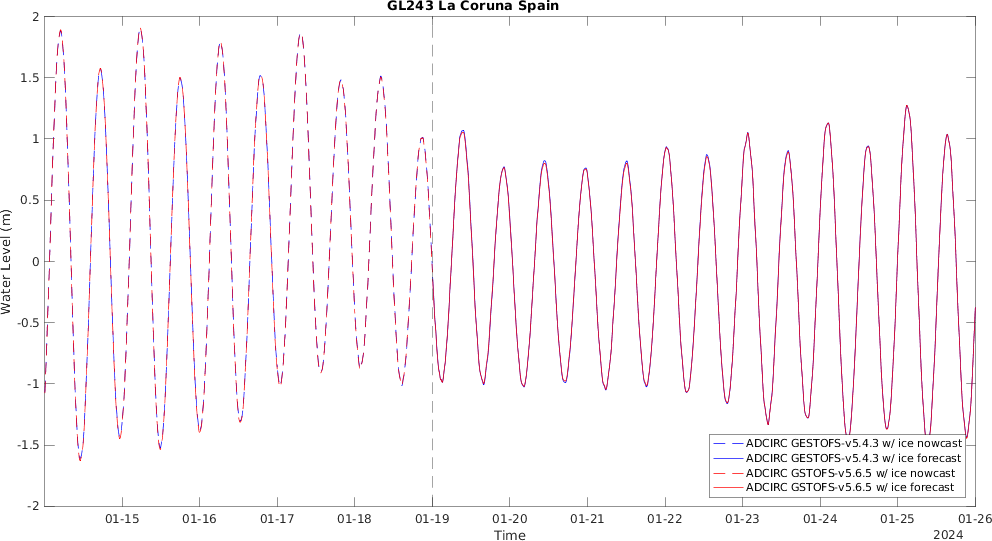 GL243 La Coruna Spain
2
1.5
1
0.5
0
-0.5
-1
-1.5
-2
Water Level (m)
ADCIRC GESTOFS-v5.4.3 w/ ice nowcast
ADCIRC GESTOFS-v5.4.3 w/ ice forecast
ADCIRC GSTOFS-v5.6.5 w/ ice nowcast
ADCIRC GSTOFS-v5.6.5 w/ ice forecast
01-15 01-16 01-17 01-18 01-19 01-20 01-21 01-22 01-23 01-24 01-25 01-26
Time
2024